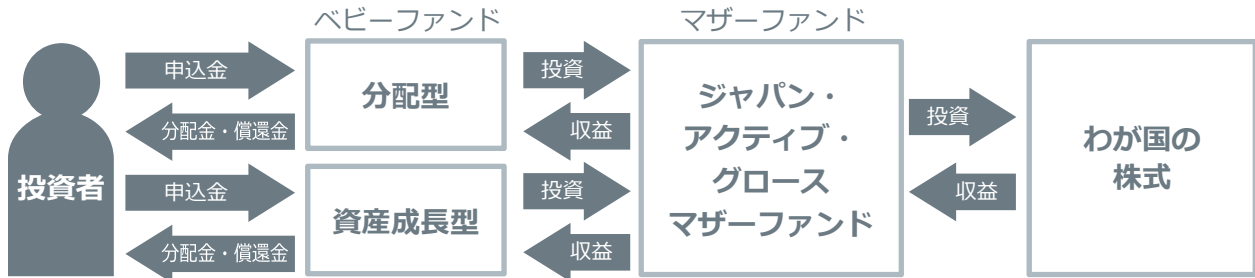 ベビーファンド
マザーファンド
投資者
申込金
分配金・償還金
申込金
分配金・償還金
分配型
資産成長型
投資
収益
投資
収益
ジャパン・
アクティブ・
グロース
マザーファンド
投資
収益
わが国の
株式